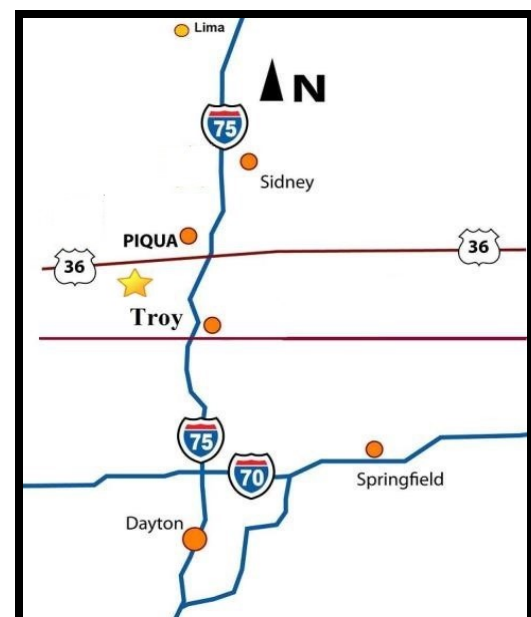 Lima
N
75
Sidney
PIQUA
36
36
Troy
75
70
Springfield
Dayton